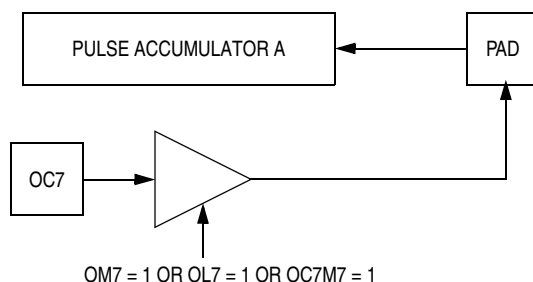 PULSE ACCUMULATOR A
PAD
OC7
OM7 = 1 OR OL7 = 1 OR OC7M7 = 1